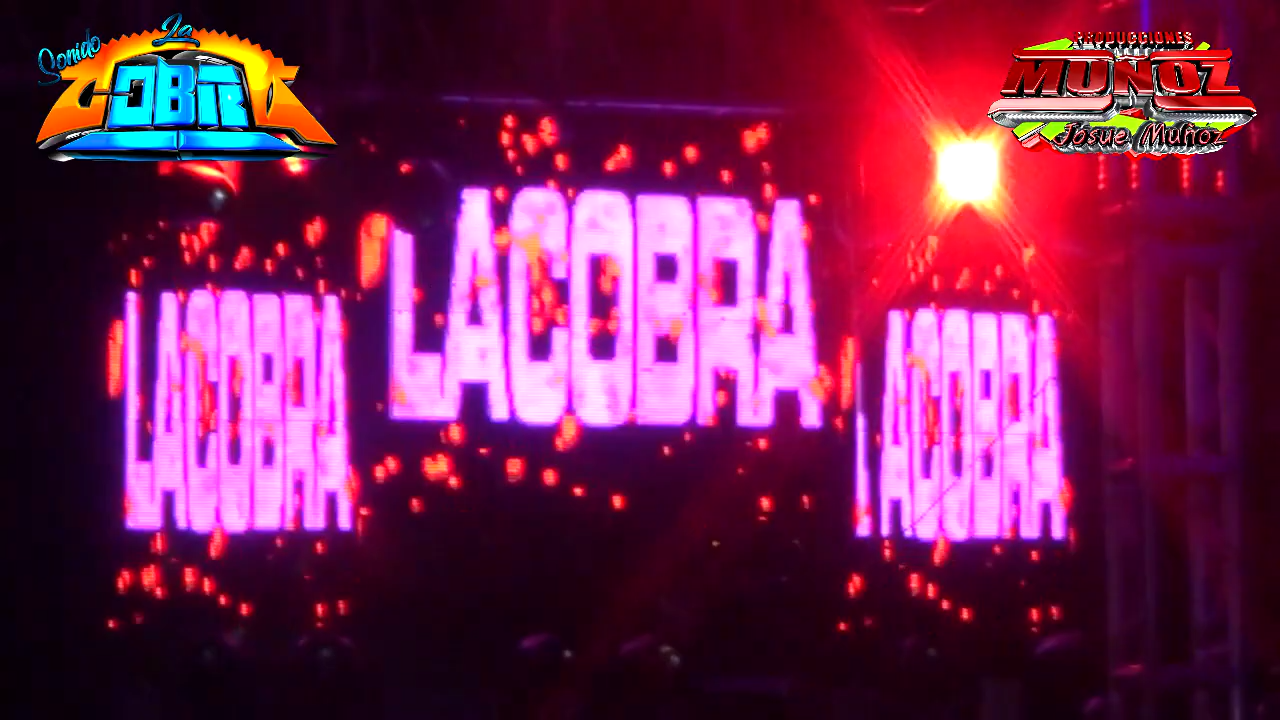 Sonido La
COBRA
PRODUCCIONES
MUÑOZ
Josue Muñoz
LACOBRA
LACOBRA
LACOBRA